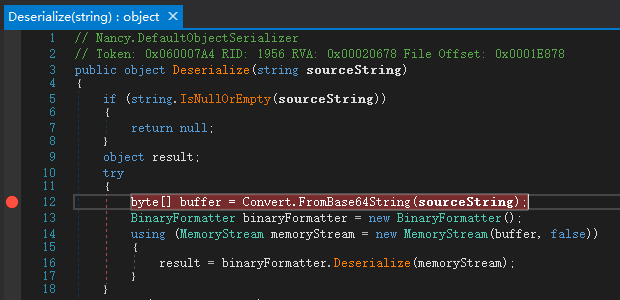 Deserialize(string) : object ×
1 // Nancy.DefaultObjectSerializer
2 // Token: 0x060007A4 RID: 1956 RVA: 0x00020678 File Offset: 0x0001E878
3 public object Deserialize(string sourceString)
4 {
5 if (string.IsNullOrEmpty(sourceString))
6 {
7 return null;
8 }
9 object result;
10 try
11 {
12 byte[] buffer = Convert.FromBase64String(sourceString);
13 BinaryFormatter binaryFormatter = new BinaryFormatter();
14 using (MemoryStream memoryStream = new MemoryStream(buffer, false))
15 {
16 result = binaryFormatter.Deserialize(memoryStream);
17 }
18 }